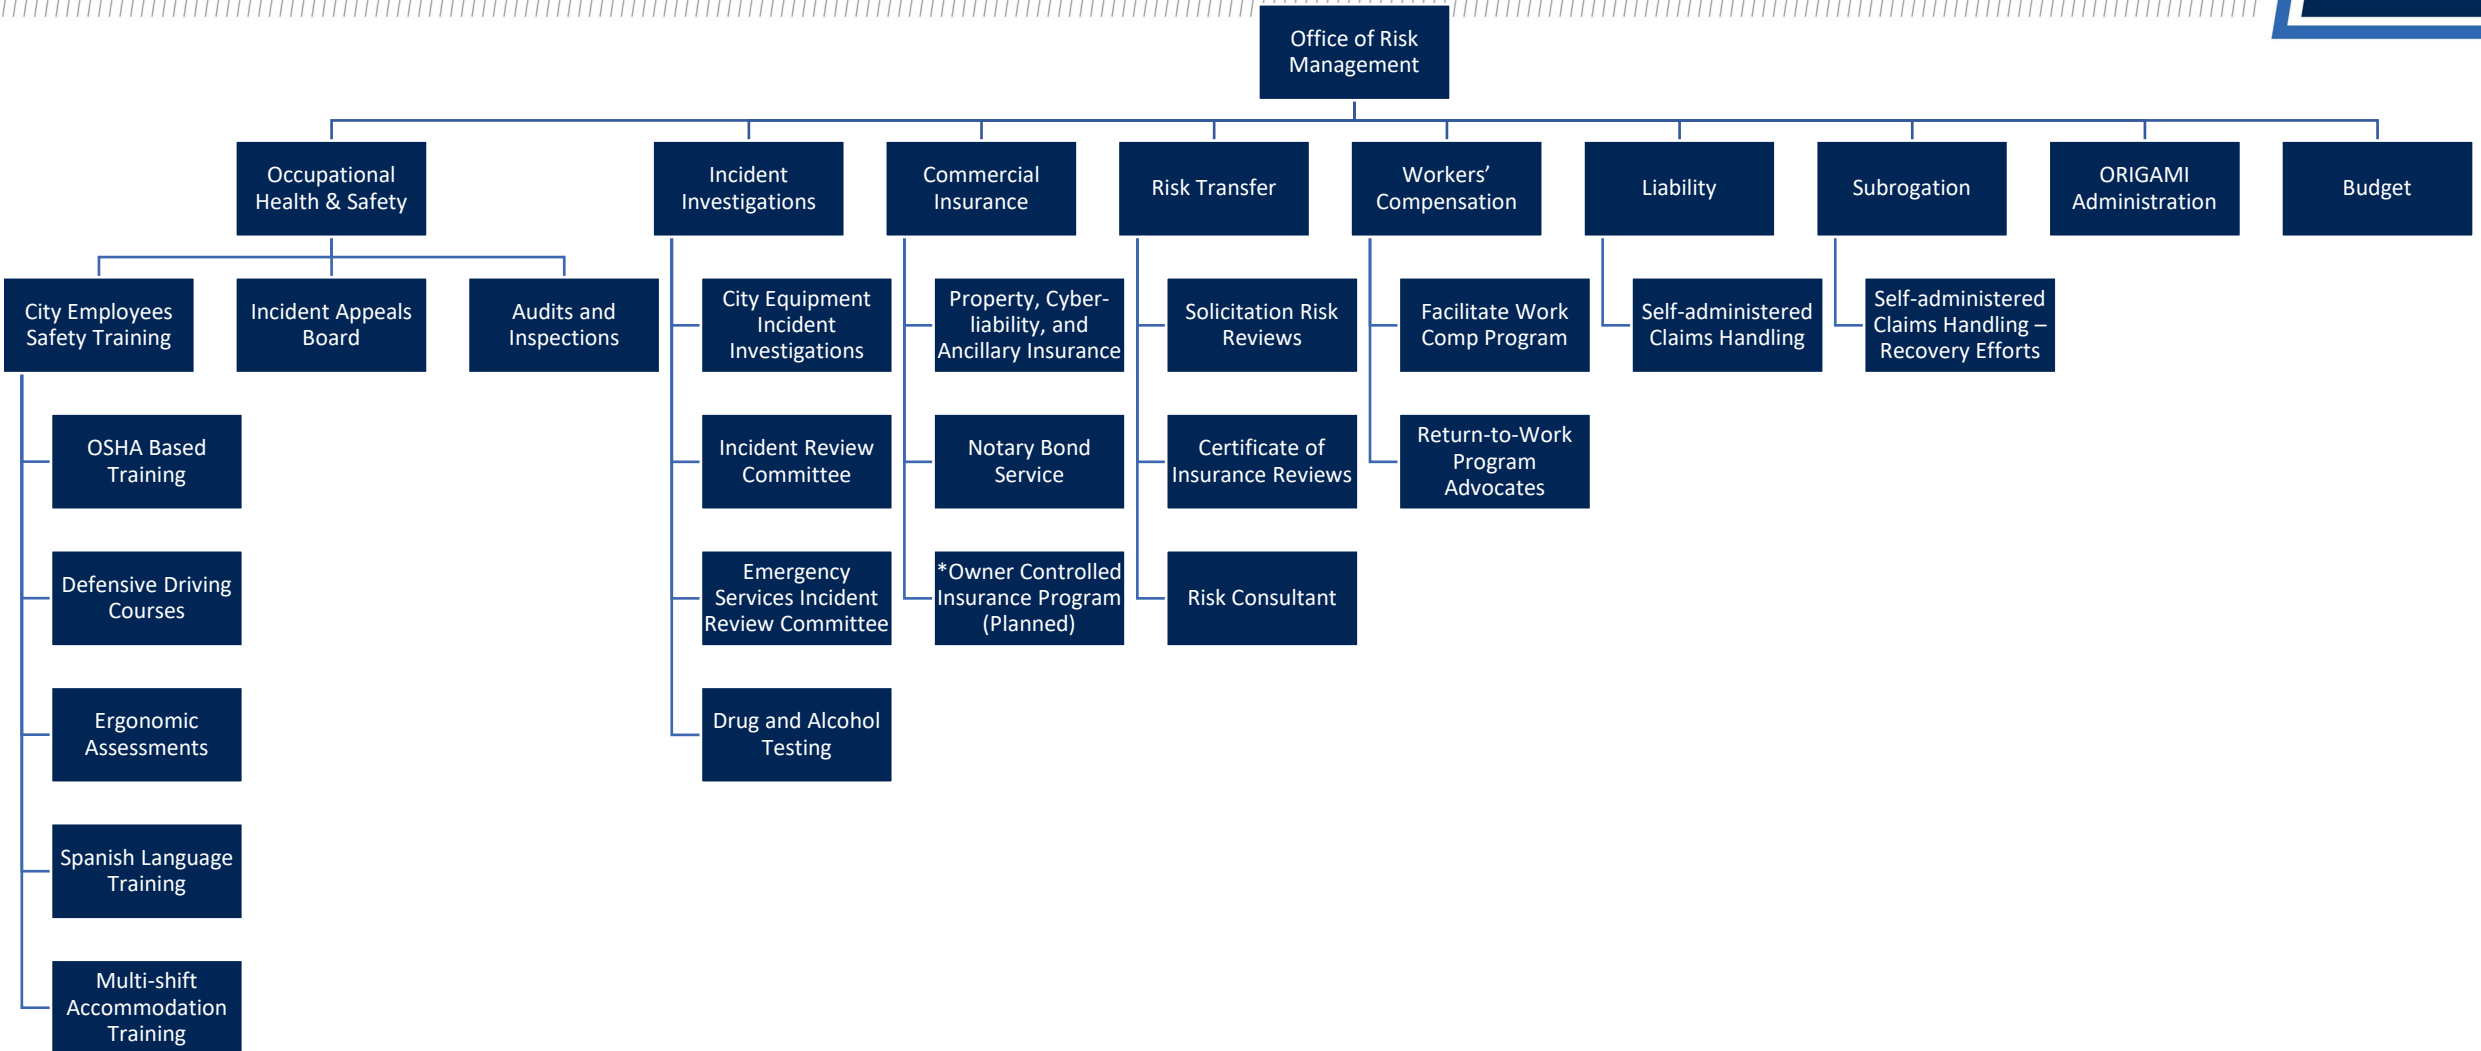 Office of Risk
Management
Occupational
Health & Safety
Incident
Investigations
Commercial
Insurance
Risk Transfer
Workers’
Compensation
Liability
Subrogation
ORIGAMI
Administration
Budget
City Employees
Safety Training
Incident Appeals
Board
Audits and
Inspections
City Equipment
Incident
Investigations
Property, Cyber-
liability, and
Ancillary Insurance
Solicitation Risk
Reviews
Facilitate Work
Comp Program
Self-administered
Claims Handling
Self-administered
Claims Handling –
Recovery Efforts
OSHA Based
Training
Incident Review
Committee
Notary Bond
Service
Certificate of
Insurance Reviews
Return-to-Work
Program
Advocates
Defensive Driving
Courses
Emergency
Services Incident
Review Committee
*Owner Controlled
Insurance Program
(Planned)
Risk Consultant
Ergonomic
Assessments
Drug and Alcohol
Testing
Spanish Language
Training
Multi-shift
Accommodation
Training